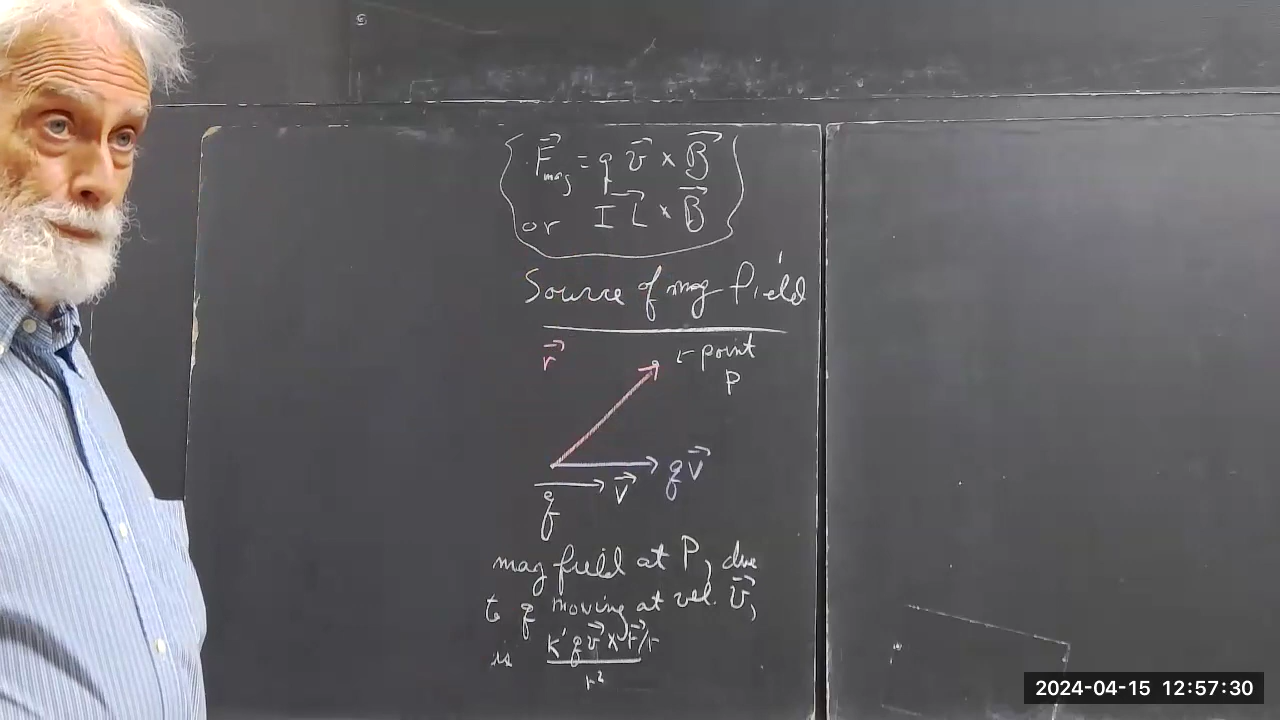 F⃗mag = q v⃗ × B⃗
or I L⃗ × B⃗
Source of mag field
r⃗
← point
P
q v⃗
v⃗
q
mag field at P, due
to q moving at vel. v⃗,
is k' q v⃗ × r⃗/r
r²
2024-04-15 12:57:30